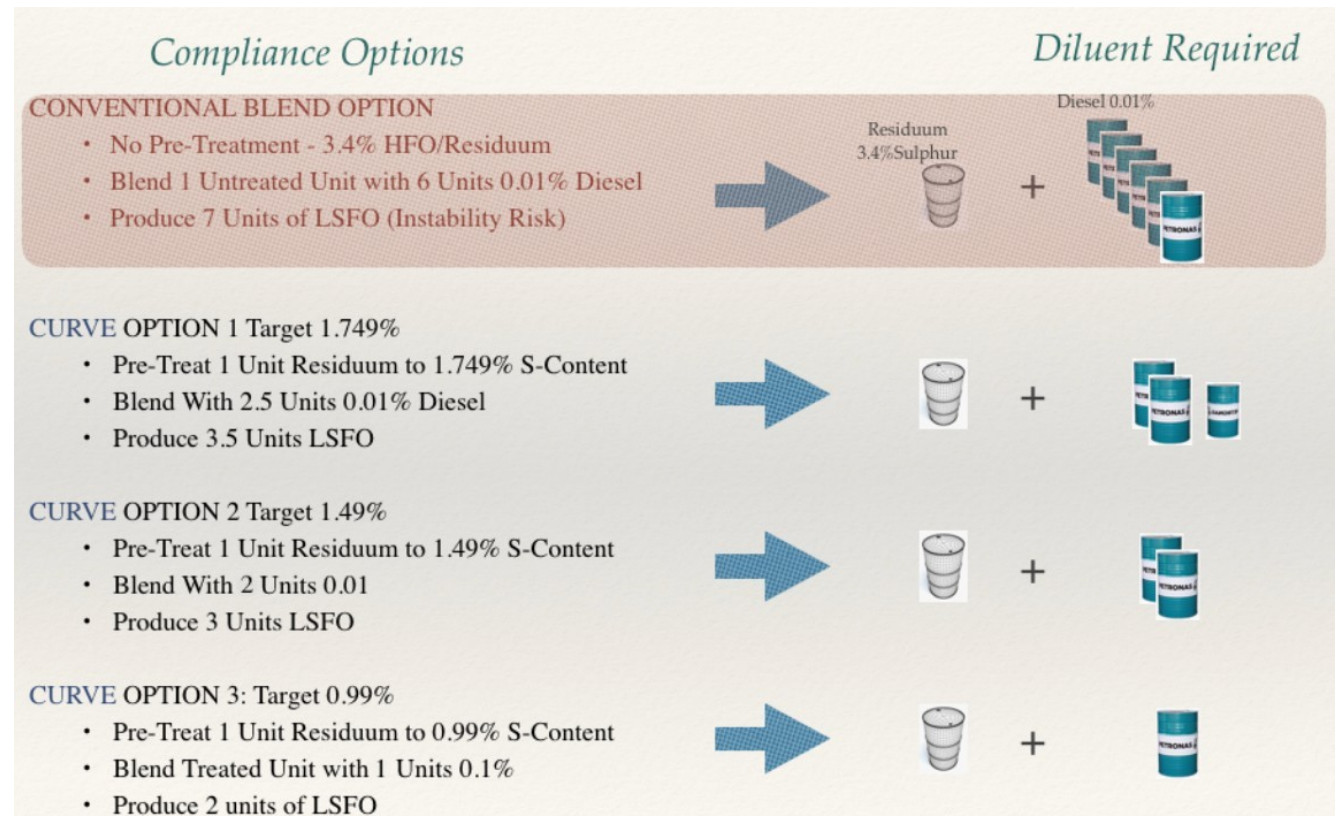 Compliance Options
Diluent Required
CONVENTIONAL BLEND OPTION
• No Pre-Treatment - 3.4% HFO/Residuum
• Blend 1 Untreated Unit with 6 Units 0.01% Diesel
• Produce 7 Units of LSFO (Instability Risk)
Residuum
3.4%Sulphur
+
Diesel 0.01%
PETRONAS
CURVE OPTION 1 Target 1.749%
• Pre-Treat 1 Unit Residuum to 1.749% S-Content
• Blend With 2.5 Units 0.01% Diesel
• Produce 3.5 Units LSFO
+
PETRONAS
CURVE OPTION 2 Target 1.49%
• Pre-Treat 1 Unit Residuum to 1.49% S-Content
• Blend With 2 Units 0.01
• Produce 3 Units LSFO
+
PETRONAS
CURVE OPTION 3: Target 0.99%
• Pre-Treat 1 Unit Residuum to 0.99% S-Content
• Blend Treated Unit with 1 Units 0.1%
• Produce 2 units of LSFO
+
PETRONAS